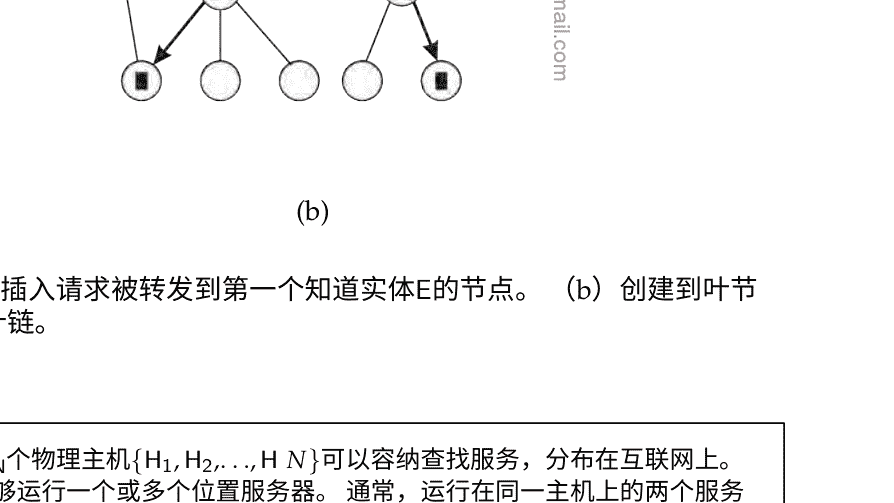 mail.com
(b)
插入请求被转发到第一个知道实体E的节点。 （b）创建到叶节
链。
个物理主机{H1, H2,..., H N}可以容纳查找服务，分布在互联网上。
够运行一个或多个位置服务器。 通常，运行在同一主机上的两个服务